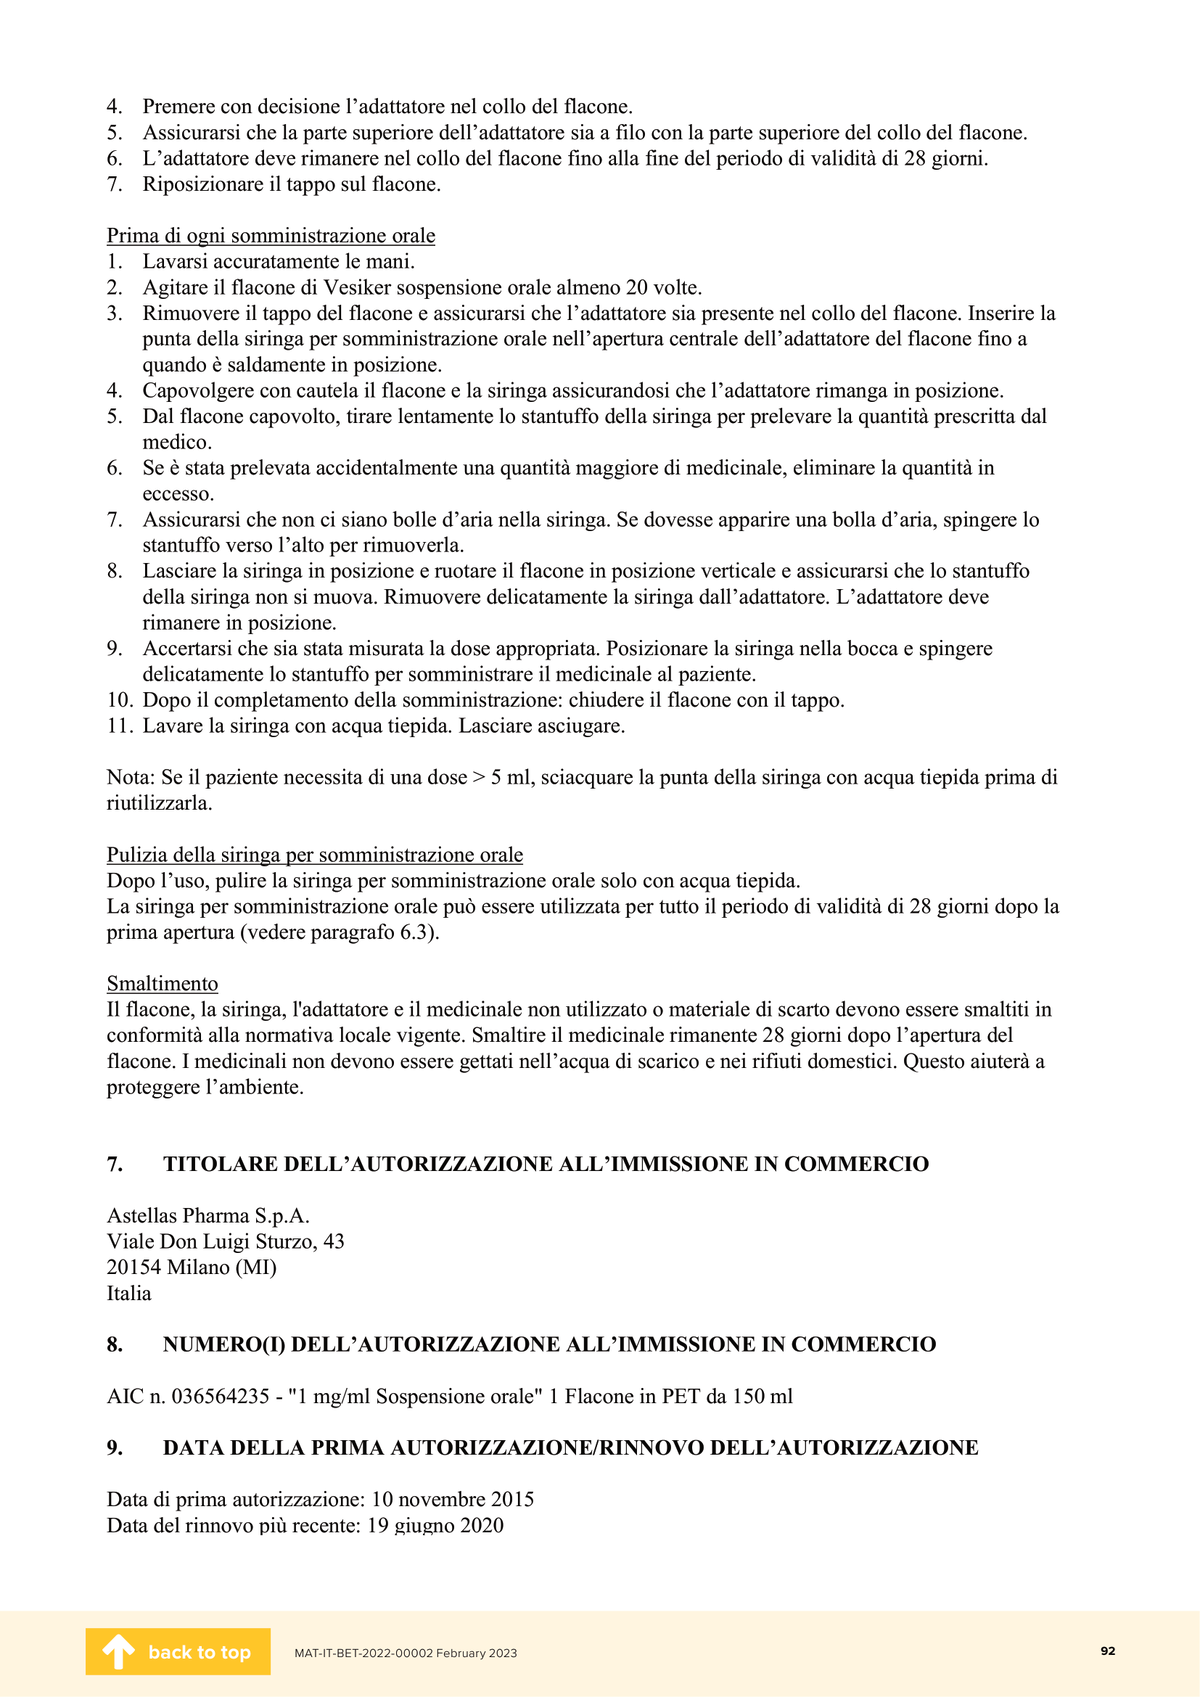 4. Premere con decisione l’adattatore nel collo del flacone.
5. Assicurarsi che la parte superiore dell’adattatore sia a filo con la parte superiore del collo del flacone.
6. L’adattatore deve rimanere nel collo del flacone fino alla fine del periodo di validità di 28 giorni.
7. Riposizionare il tappo sul flacone.
Prima di ogni somministrazione orale
1. Lavarsi accuratamente le mani.
2. Agitare il flacone di Vesiker sospensione orale almeno 20 volte.
3. Rimuovere il tappo del flacone e assicurarsi che l’adattatore sia presente nel collo del flacone. Inserire la
punta della siringa per somministrazione orale nell’apertura centrale dell’adattatore del flacone fino a
quando è saldamente in posizione.
4. Capovolgere con cautela il flacone e la siringa assicurandosi che l’adattatore rimanga in posizione.
5. Dal flacone capovolto, tirare lentamente lo stantuffo della siringa per prelevare la quantità prescritta dal
medico.
6. Se è stata prelevata accidentalmente una quantità maggiore di medicinale, eliminare la quantità in
eccesso.
7. Assicurarsi che non ci siano bolle d’aria nella siringa. Se dovesse apparire una bolla d’aria, spingere lo
stantuffo verso l’alto per rimuoverla.
8. Lasciare la siringa in posizione e ruotare il flacone in posizione verticale e assicurarsi che lo stantuffo
della siringa non si muova. Rimuovere delicatamente la siringa dall’adattatore. L’adattatore deve
rimanere in posizione.
9. Accertarsi che sia stata misurata la dose appropriata. Posizionare la siringa nella bocca e spingere
delicatamente lo stantuffo per somministrare il medicinale al paziente.
10. Dopo il completamento della somministrazione: chiudere il flacone con il tappo.
11. Lavare la siringa con acqua tiepida. Lasciare asciugare.
Nota: Se il paziente necessita di una dose > 5 ml, sciacquare la punta della siringa con acqua tiepida prima di
riutilizzarla.
Pulizia della siringa per somministrazione orale
Dopo l’uso, pulire la siringa per somministrazione orale solo con acqua tiepida.
La siringa per somministrazione orale può essere utilizzata per tutto il periodo di validità di 28 giorni dopo la
prima apertura (vedere paragrafo 6.3).
Smaltimento
Il flacone, la siringa, l'adattatore e il medicinale non utilizzato o materiale di scarto devono essere smaltiti in
conformità alla normativa locale vigente. Smaltire il medicinale rimanente 28 giorni dopo l’apertura del
flacone. I medicinali non devono essere gettati nell’acqua di scarico e nei rifiuti domestici. Questo aiuterà a
proteggere l’ambiente.
7. TITOLARE DELL’AUTORIZZAZIONE ALL’IMMISSIONE IN COMMERCIO
Astellas Pharma S.p.A.
Viale Don Luigi Sturzo, 43
20154 Milano (MI)
Italia
8. NUMERO(I) DELL’AUTORIZZAZIONE ALL’IMMISSIONE IN COMMERCIO
AIC n. 036564235 - "1 mg/ml Sospensione orale" 1 Flacone in PET da 150 ml
9. DATA DELLA PRIMA AUTORIZZAZIONE/RINNOVO DELL’AUTORIZZAZIONE
Data di prima autorizzazione: 10 novembre 2015
Data del rinnovo più recente: 19 giugno 2020
back to top
MAT-IT-BET-2022-00002 February 2023
92